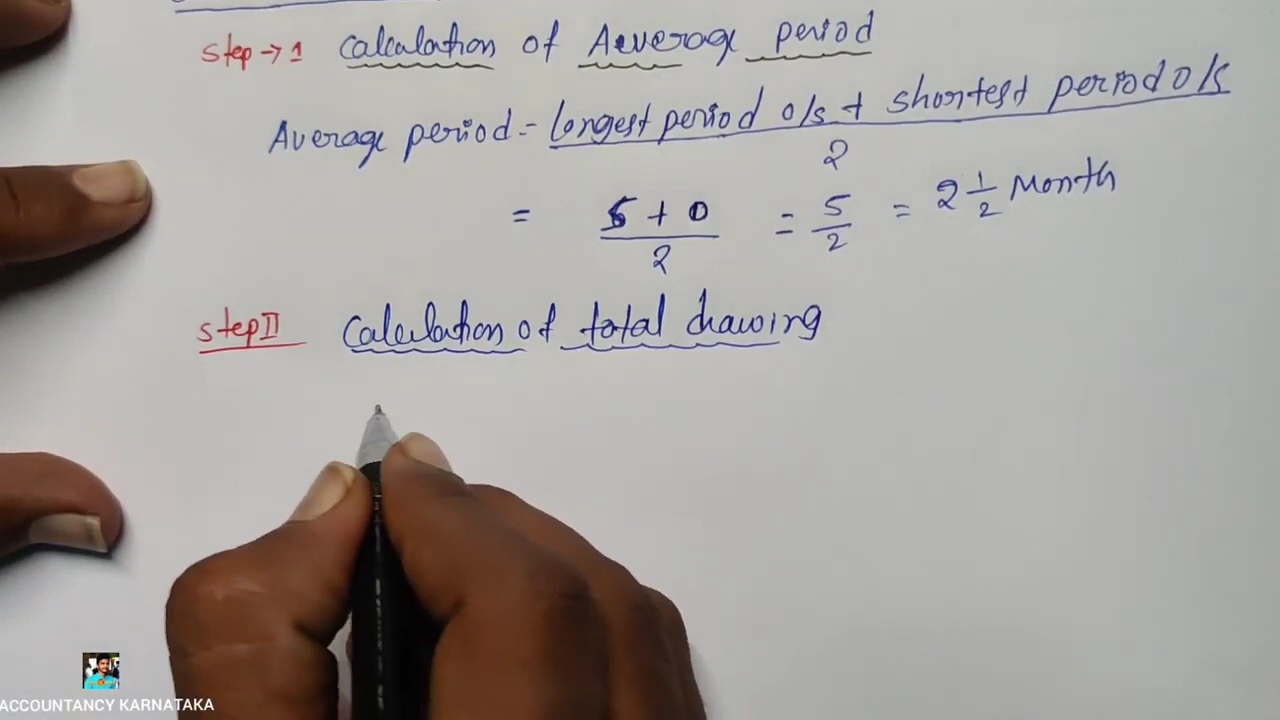 step → 1 Calculation of Aeverage period
Average period = longest period o/s + shortest period o/s
2
= 5 + 0 = 5 = 2 1/2 Month
2 2
step II Calculation of total drawing
ACCOUNTANCY KARNATAKA